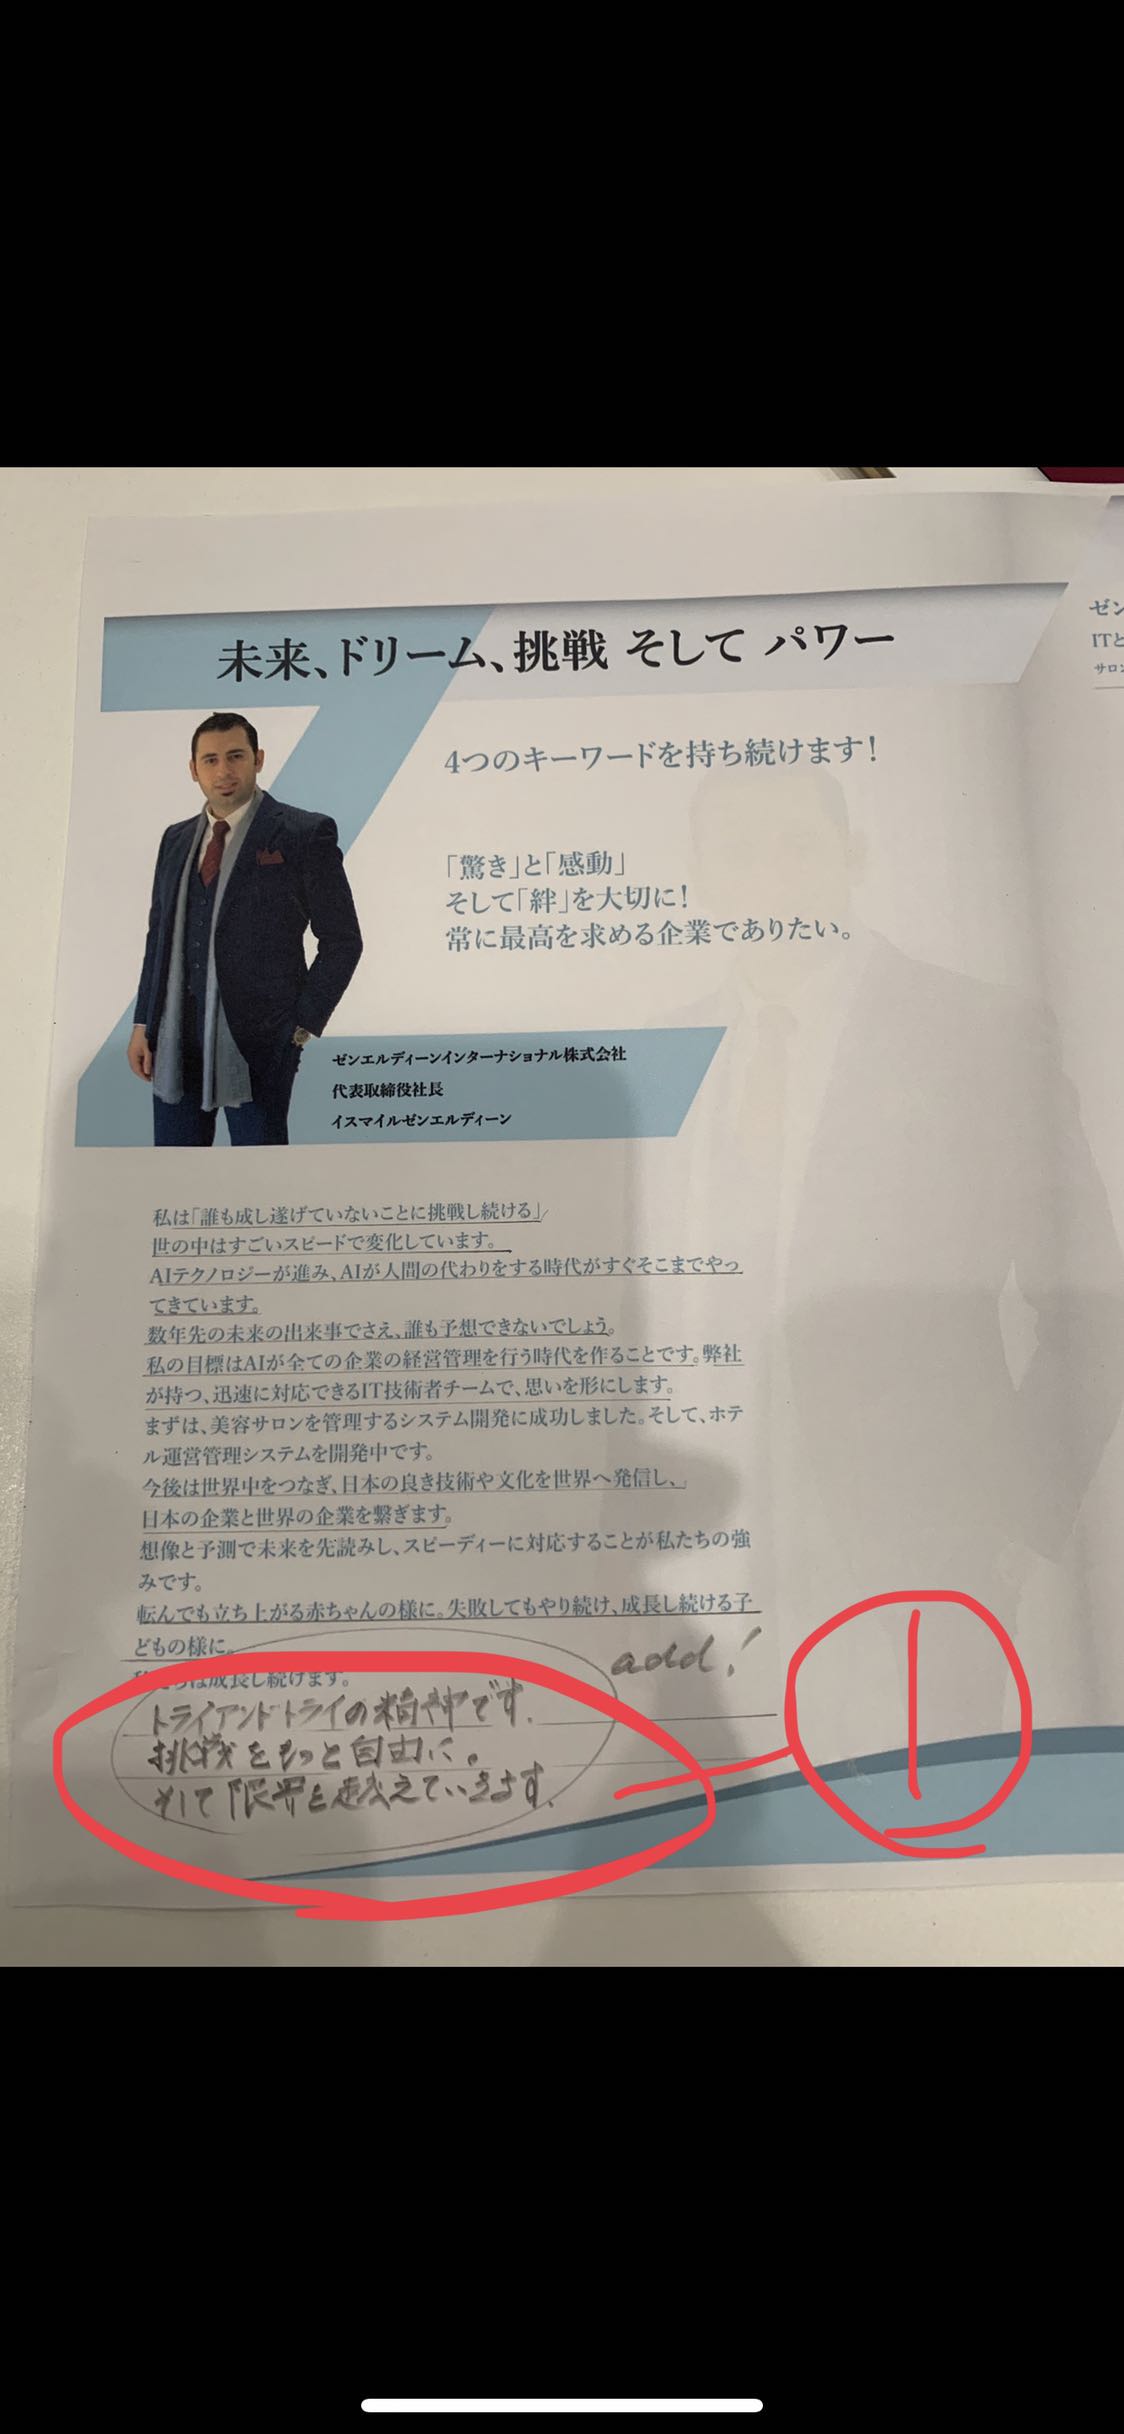 未来、ドリーム、挑戦 そして パワー
ゼン
ITと
サロン
4つのキーワードを持ち続けます！
「驚き」と「感動」
そして「絆」を大切に！
常に最高を求める企業でありたい。
ゼンエルディーンインターナショナル株式会社
代表取締役社長
イスマイルゼンエルディーン
私は「誰も成し遂げていないことに挑戦し続ける」
世の中はすごいスピードで変化しています。
AIテクノロジーが進み、AIが人間の代わりをする時代がすぐそこまでやっ
てきています。
数年先の未来の出来事でさえ、誰も予想できないでしょう。
私の目標はAIが全ての企業の経営管理を行う時代を作ることです。弊社
が持つ、迅速に対応できるIT技術者チームで、思いを形にします。
まずは、美容サロンを管理するシステム開発に成功しました。そして、ホテ
ル運営管理システムを開発中です。
今後は世界中をつなぎ、日本の良き技術や文化を世界へ発信し、
日本の企業と世界の企業を繋ぎます。
想像と予測で未来を先読みし、スピーディーに対応することが私たちの強
みです。
転んでも立ち上がる赤ちゃんの様に。失敗してもやり続け、成長し続ける子
どもの様に。
は成長し続けます。
add!
トライアンドトライの精神です.
挑戦をもっと自由に。
そして限界を越えていきます.
1